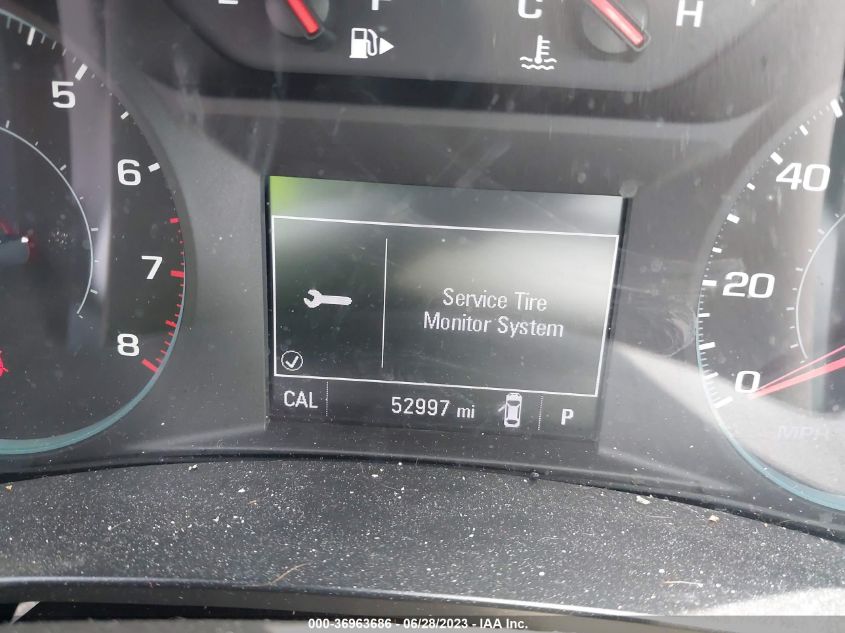 F
C
H
5
6
7
8
40
20
0
Service Tire
Monitor System
CAL 52997 mi P
000-36963686 - 06/28/2023 - IAA Inc.